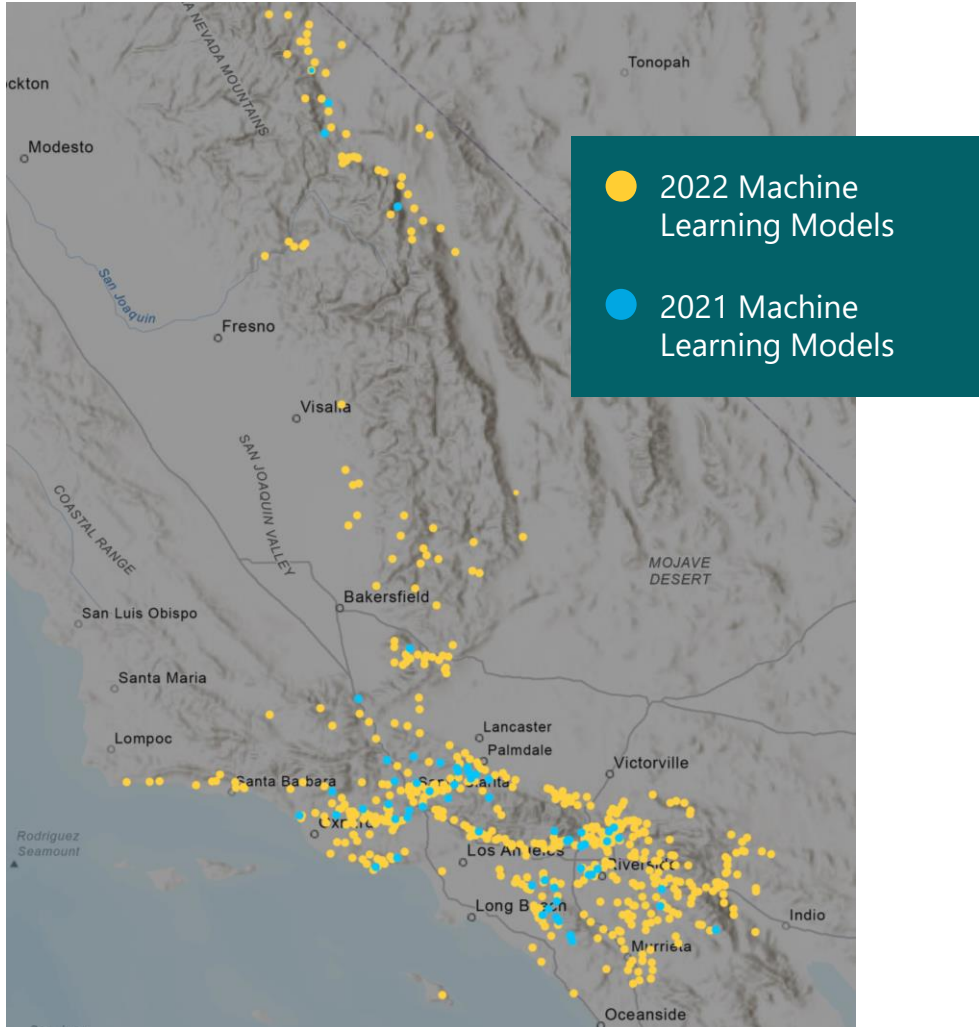 A NEVADA MOUNTAINS
Tonopah
ockton
Modesto
2022 Machine
Learning Models
San Joaquin
2021 Machine
Learning Models
Fresno
Visalia
SAN JOAQUIN VALLEY
COASTAL RANGE
MOJAVE
DESERT
Bakersfield
San Luis Obispo
Santa Maria
Lancaster
Lompoc
Palmdale
Victorville
Santa Barbara
Rodriguez
Seamount
Los Angeles
Riverside
Long Beach
Indio
Murrieta
Oceanside